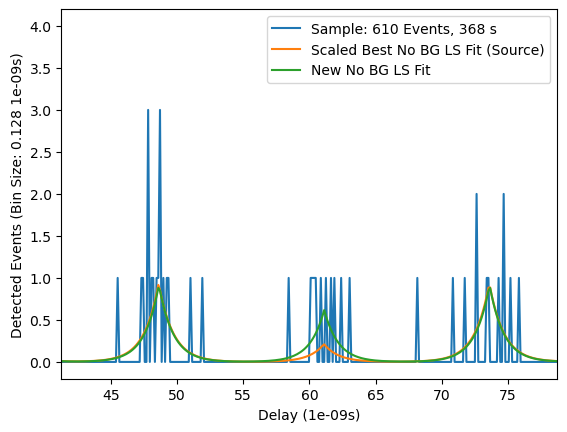 Sample: 610 Events, 368 s
Scaled Best No BG LS Fit (Source)
New No BG LS Fit
Detected Events (Bin Size: 0.128 1e-09s)
4.0
3.5
3.0
2.5
2.0
1.5
1.0
0.5
0.0
45 50 55 60 65 70 75
Delay (1e-09s)